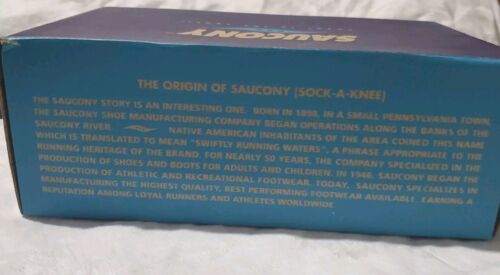 SAUCONY
THE ORIGIN OF SAUCONY (SOCK-A-KNEE)
THE SAUCONY STORY IS AN INTERESTING ONE. BORN IN 1898, IN A SMALL PENNSYLVANIA TOWN,
THE SAUCONY SHOE MANUFACTURING COMPANY BEGAN OPERATIONS ALONG THE BANKS OF THE
SAUCONY RIVER. NATIVE AMERICAN INHABITANTS OF THE AREA COINED THIS NAME
WHICH IS TRANSLATED TO MEAN "SWIFTLY RUNNING WATERS", A PHRASE APPROPRIATE TO THE
RUNNING HERITAGE OF THE BRAND. FOR NEARLY 50 YEARS, THE COMPANY SPECIALIZED IN THE
PRODUCTION OF SHOES AND BOOTS FOR ADULTS AND CHILDREN. IN 1946, SAUCONY BEGAN THE
PRODUCTION OF ATHLETIC AND RECREATIONAL FOOTWEAR. TODAY, SAUCONY SPECIALIZES IN
MANUFACTURING THE HIGHEST QUALITY, BEST PERFORMING FOOTWEAR AVAILABLE, EARNING A
REPUTATION AMONG LOYAL RUNNERS AND ATHLETES WORLDWIDE